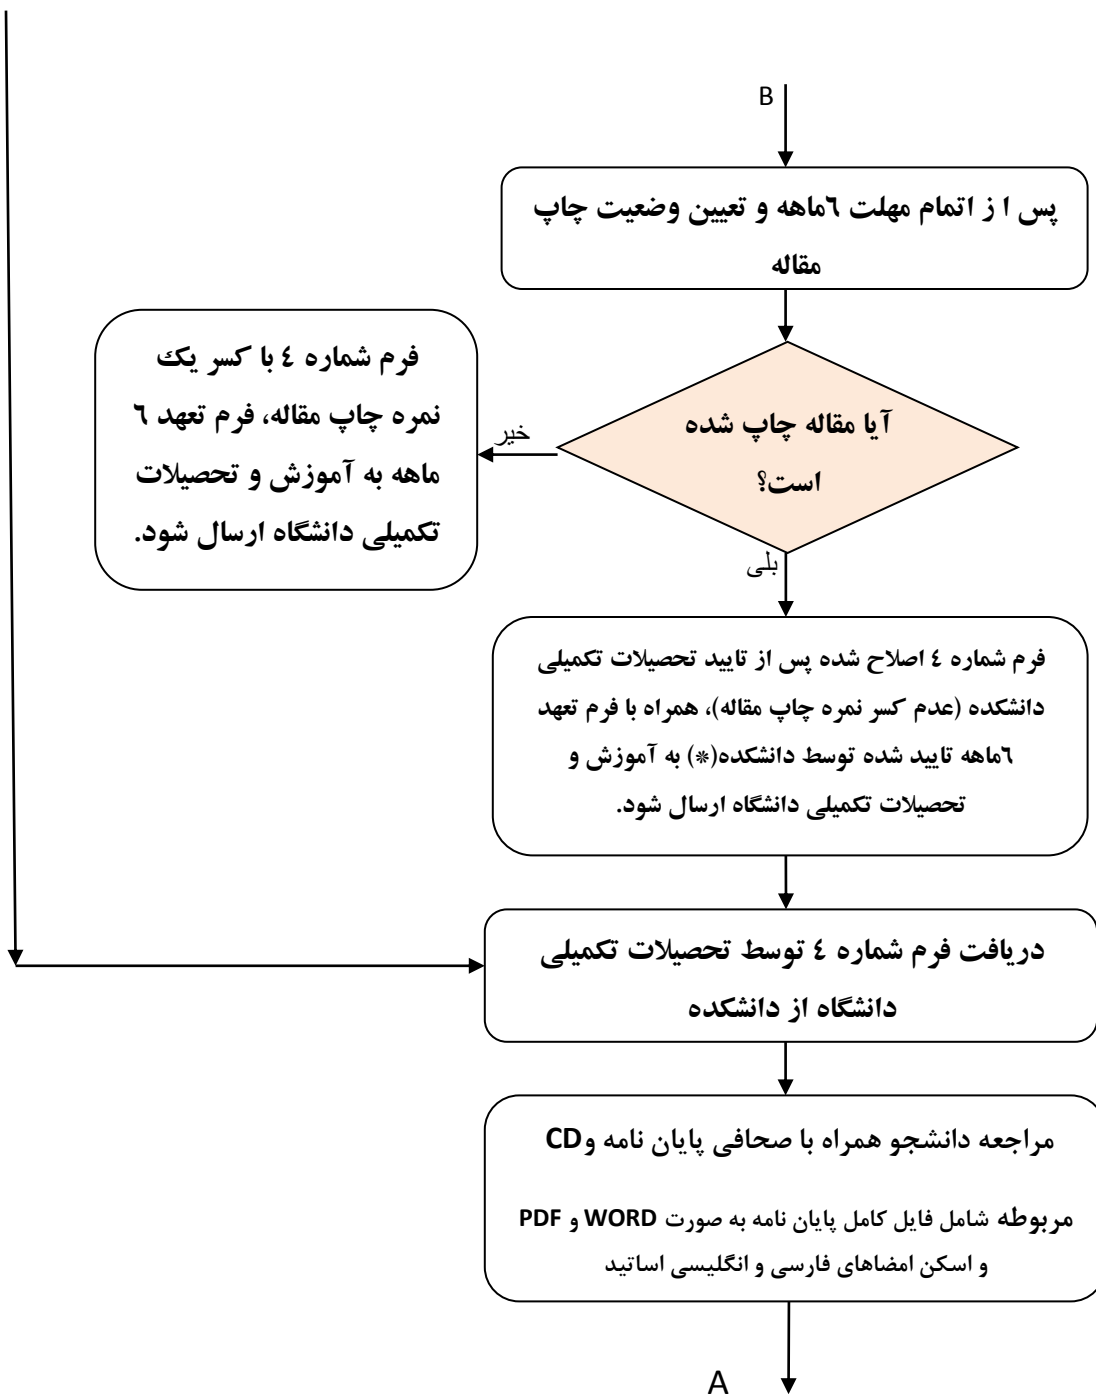 B
پس ا ز اتمام مهلت ٦ماهه و تعیین وضعیت چاپ
مقاله
آیا مقاله چاپ شده
است؟
خیر
فرم شماره ٤ با کسر یک
نمره چاپ مقاله، فرم تعهد ٦
ماهه به آموزش و تحصیلات
تکمیلی دانشگاه ارسال شود.
بلی
فرم شماره ٤ اصلاح شده پس از تایید تحصیلات تکمیلی
دانشکده (عدم کسر نمره چاپ مقاله)، همراه با فرم تعهد
٦ماهه تایید شده توسط دانشکده(*) به آموزش و
تحصیلات تکمیلی دانشگاه ارسال شود.
دریافت فرم شماره ٤ توسط تحصیلات تکمیلی
دانشگاه از دانشکده
مراجعه دانشجو همراه با صحافی پایان نامه وCD
مربوطه شامل فایل کامل پایان نامه به صورت WORD و PDF
و اسکن امضاهای فارسی و انگلیسی اساتید
A